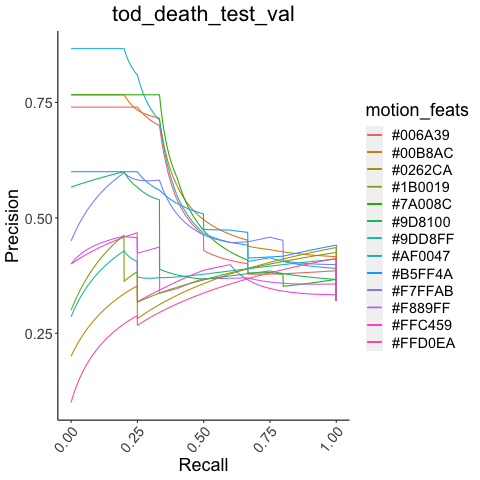 tod_death_test_val
Precision
0.75
0.50
0.25
0.00
0.25
0.50
0.75
1.00
Recall
motion_feats
#006A39
#00B8AC
#0262CA
#1B0019
#7A008C
#9D8100
#9DD8FF
#AF0047
#B5FF4A
#F7FFAB
#F889FF
#FFC459
#FFD0EA